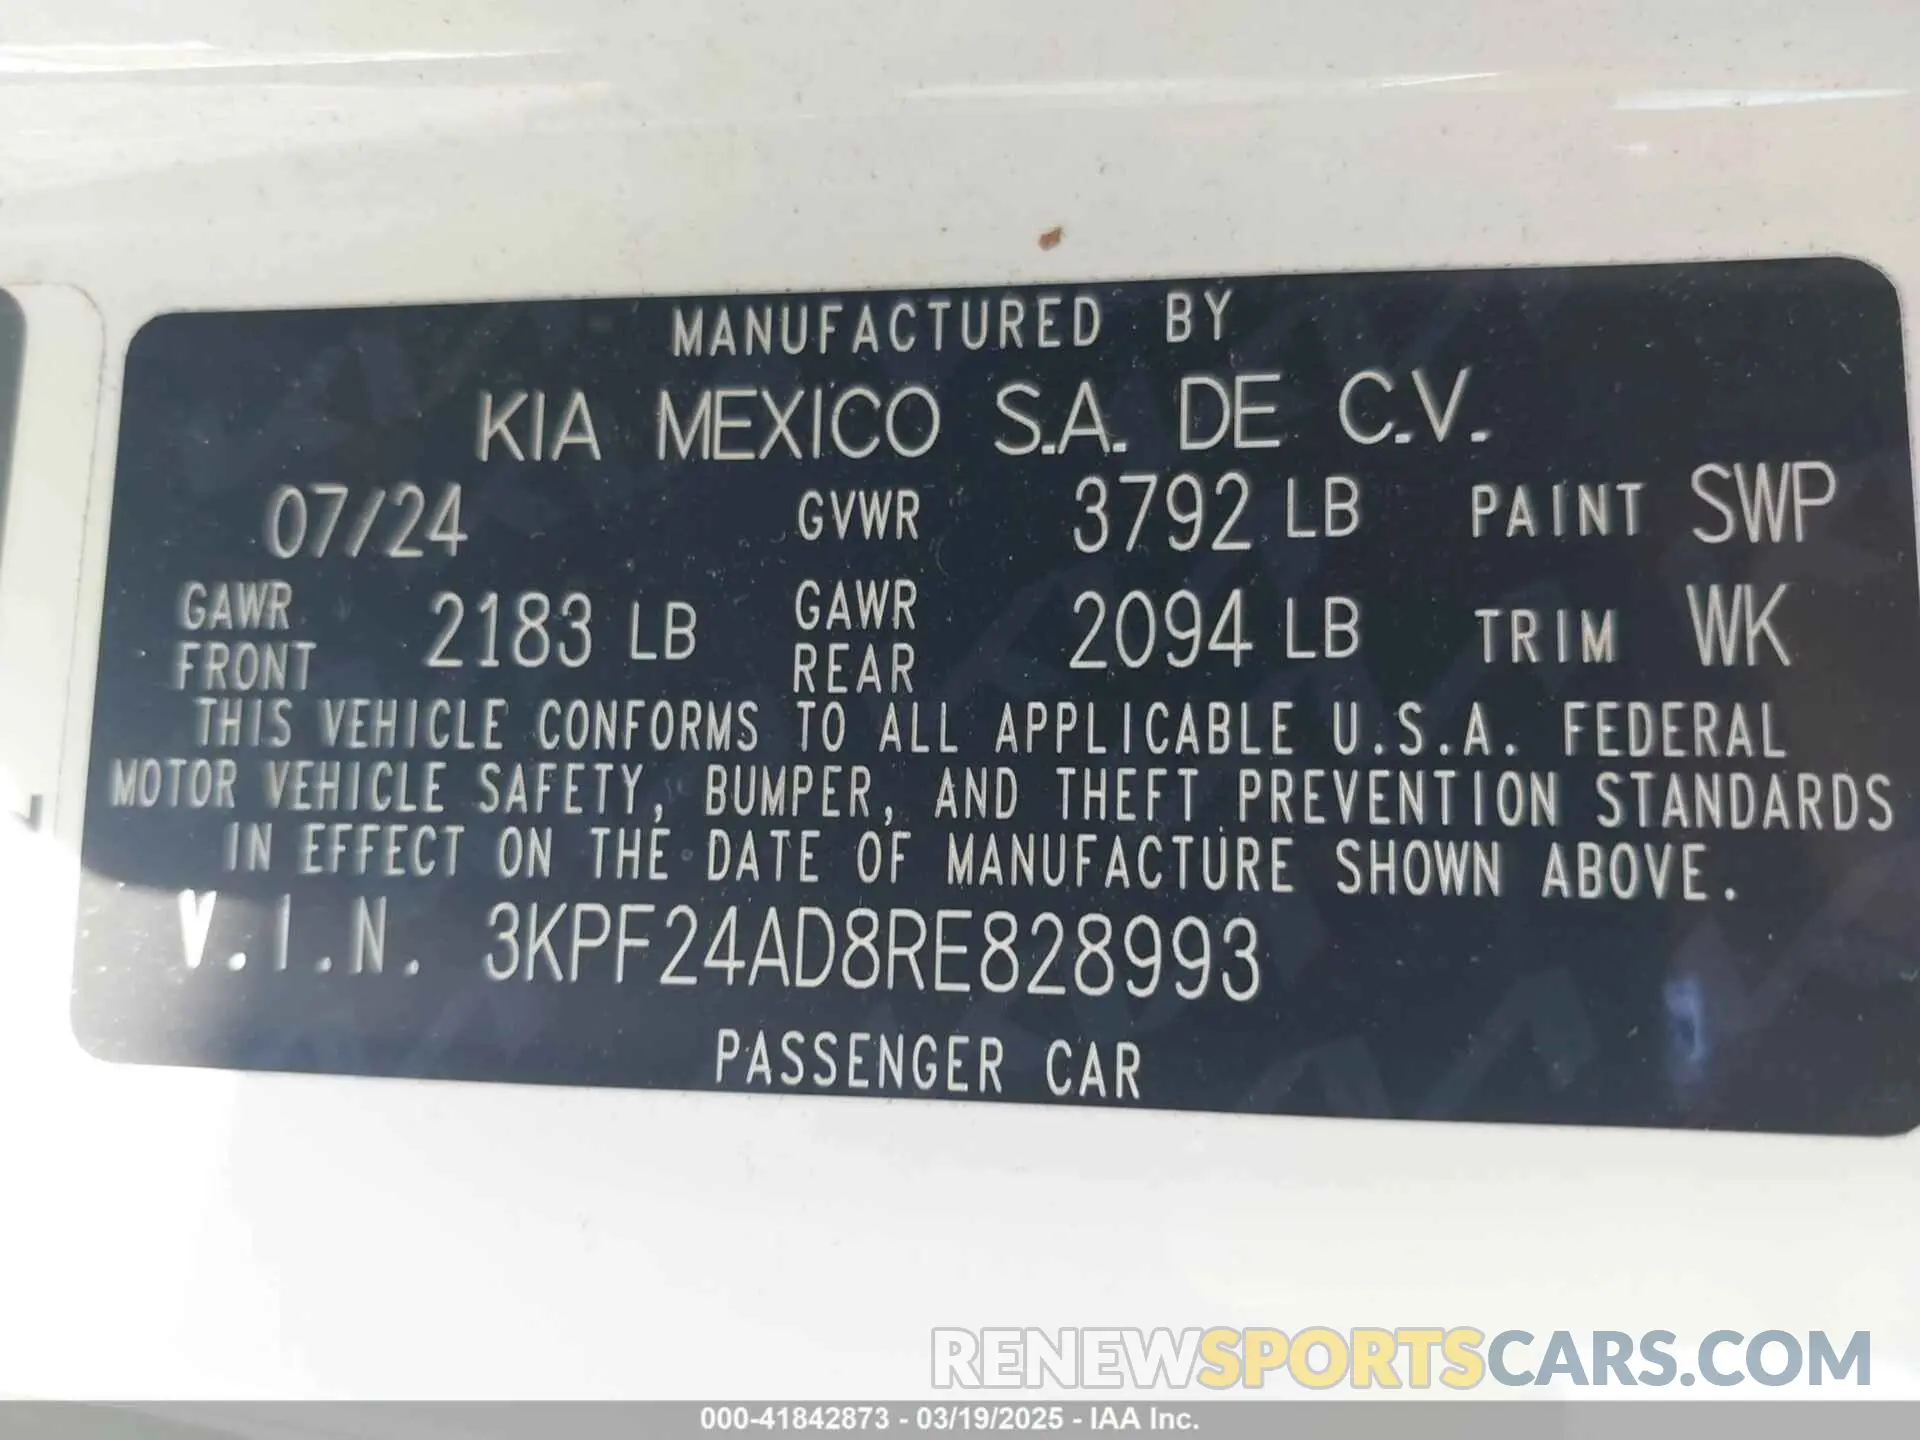 MANUFACTURED BY
KIA MEXICO S.A. DE C.V.
07/24 GVWR 3792 LB PAINT SWP
GAWR FRONT 2183 LB GAWR REAR 2094 LB TRIM WK
THIS VEHICLE CONFORMS TO ALL APPLICABLE U.S.A. FEDERAL
MOTOR VEHICLE SAFETY, BUMPER, AND THEFT PREVENTION STANDARDS
IN EFFECT ON THE DATE OF MANUFACTURE SHOWN ABOVE.
V.I.N. 3KPF24AD8RE828993
PASSENGER CAR
RENEWSPORTSCARS.COM
000-41842873 - 03/19/2025 - IAA Inc.